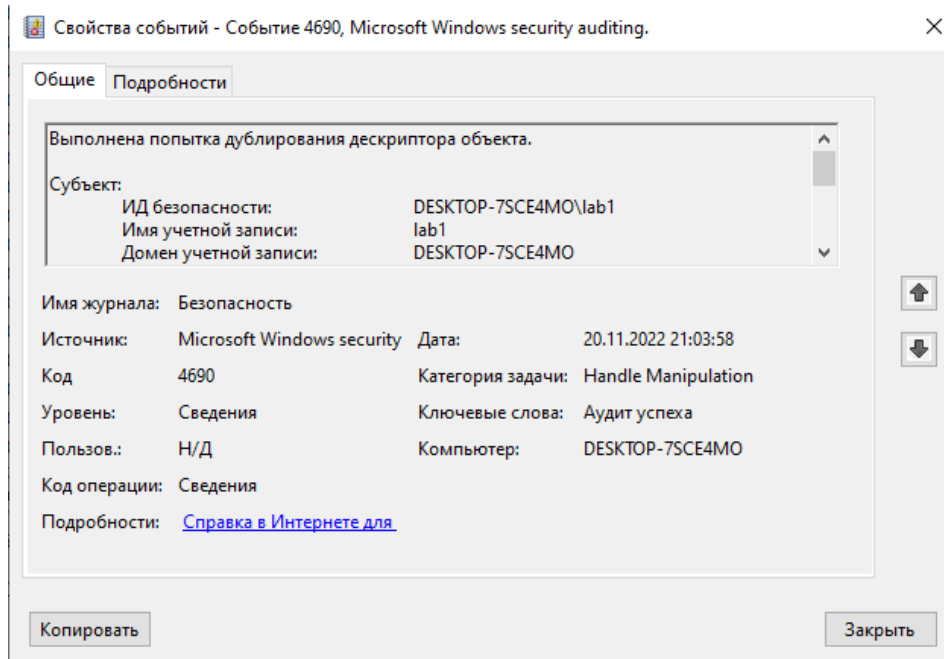 Свойства событий - Событие 4690, Microsoft Windows security auditing.
Общие Подробности
Выполнена попытка дублирования дескриптора объекта.
Субъект:
ИД безопасности: DESKTOP-7SCE4MO\lab1
Имя учетной записи: lab1
Домен учетной записи: DESKTOP-7SCE4MO
Имя журнала: Безопасность
Источник: Microsoft Windows security Дата: 20.11.2022 21:03:58
Код 4690 Категория задачи: Handle Manipulation
Уровень: Сведения Ключевые слова: Аудит успеха
Пользов.: Н/Д Компьютер: DESKTOP-7SCE4MO
Код операции: Сведения
Подробности: Справка в Интернете для
Копировать Закрыть